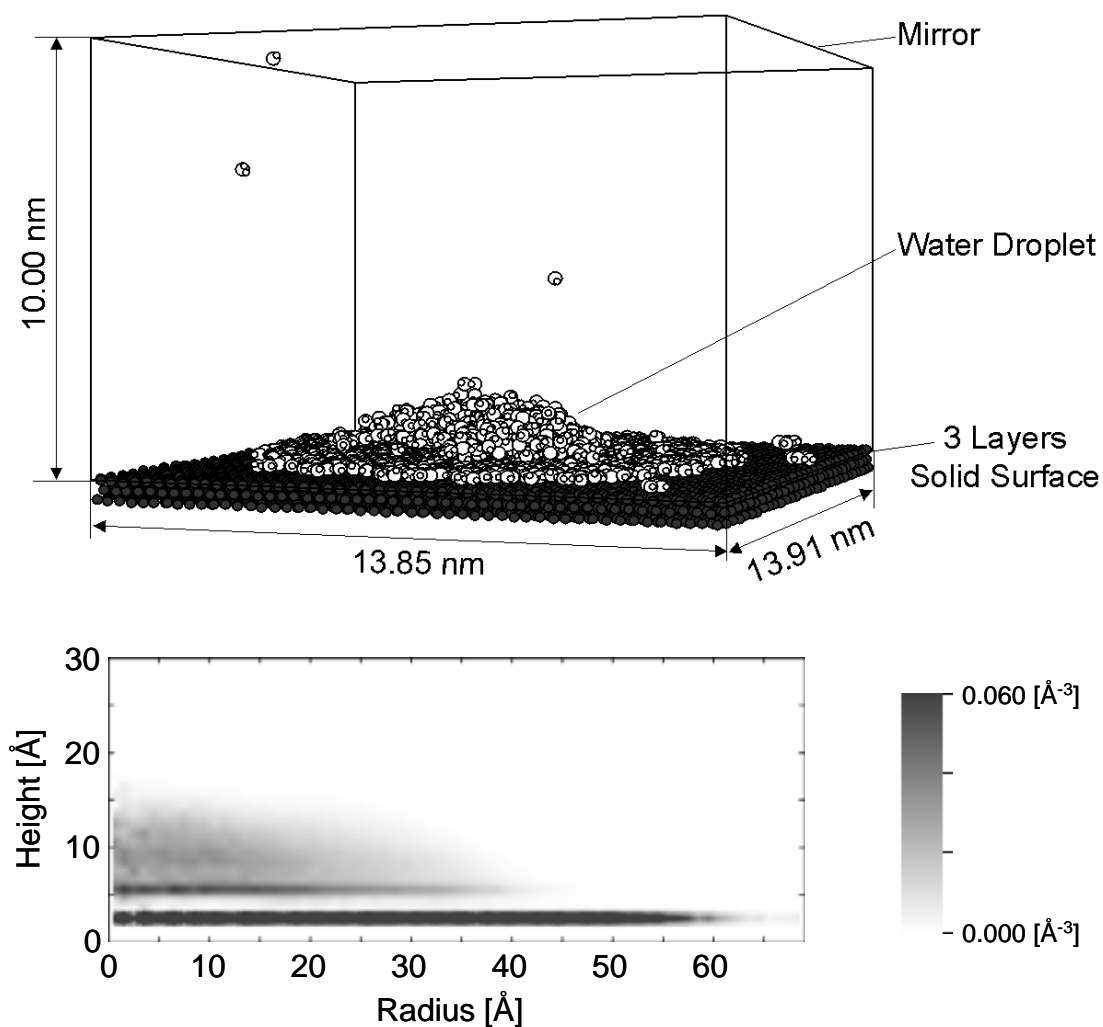 Mirror
10.00 nm
Water Droplet
3 Layers
Solid Surface
13.85 nm
13.91 nm
30
20
10
0
Height [Å]
0 10 20 30 40 50 60
Radius [Å]
0.060 [Å-3]
0.000 [Å-3]